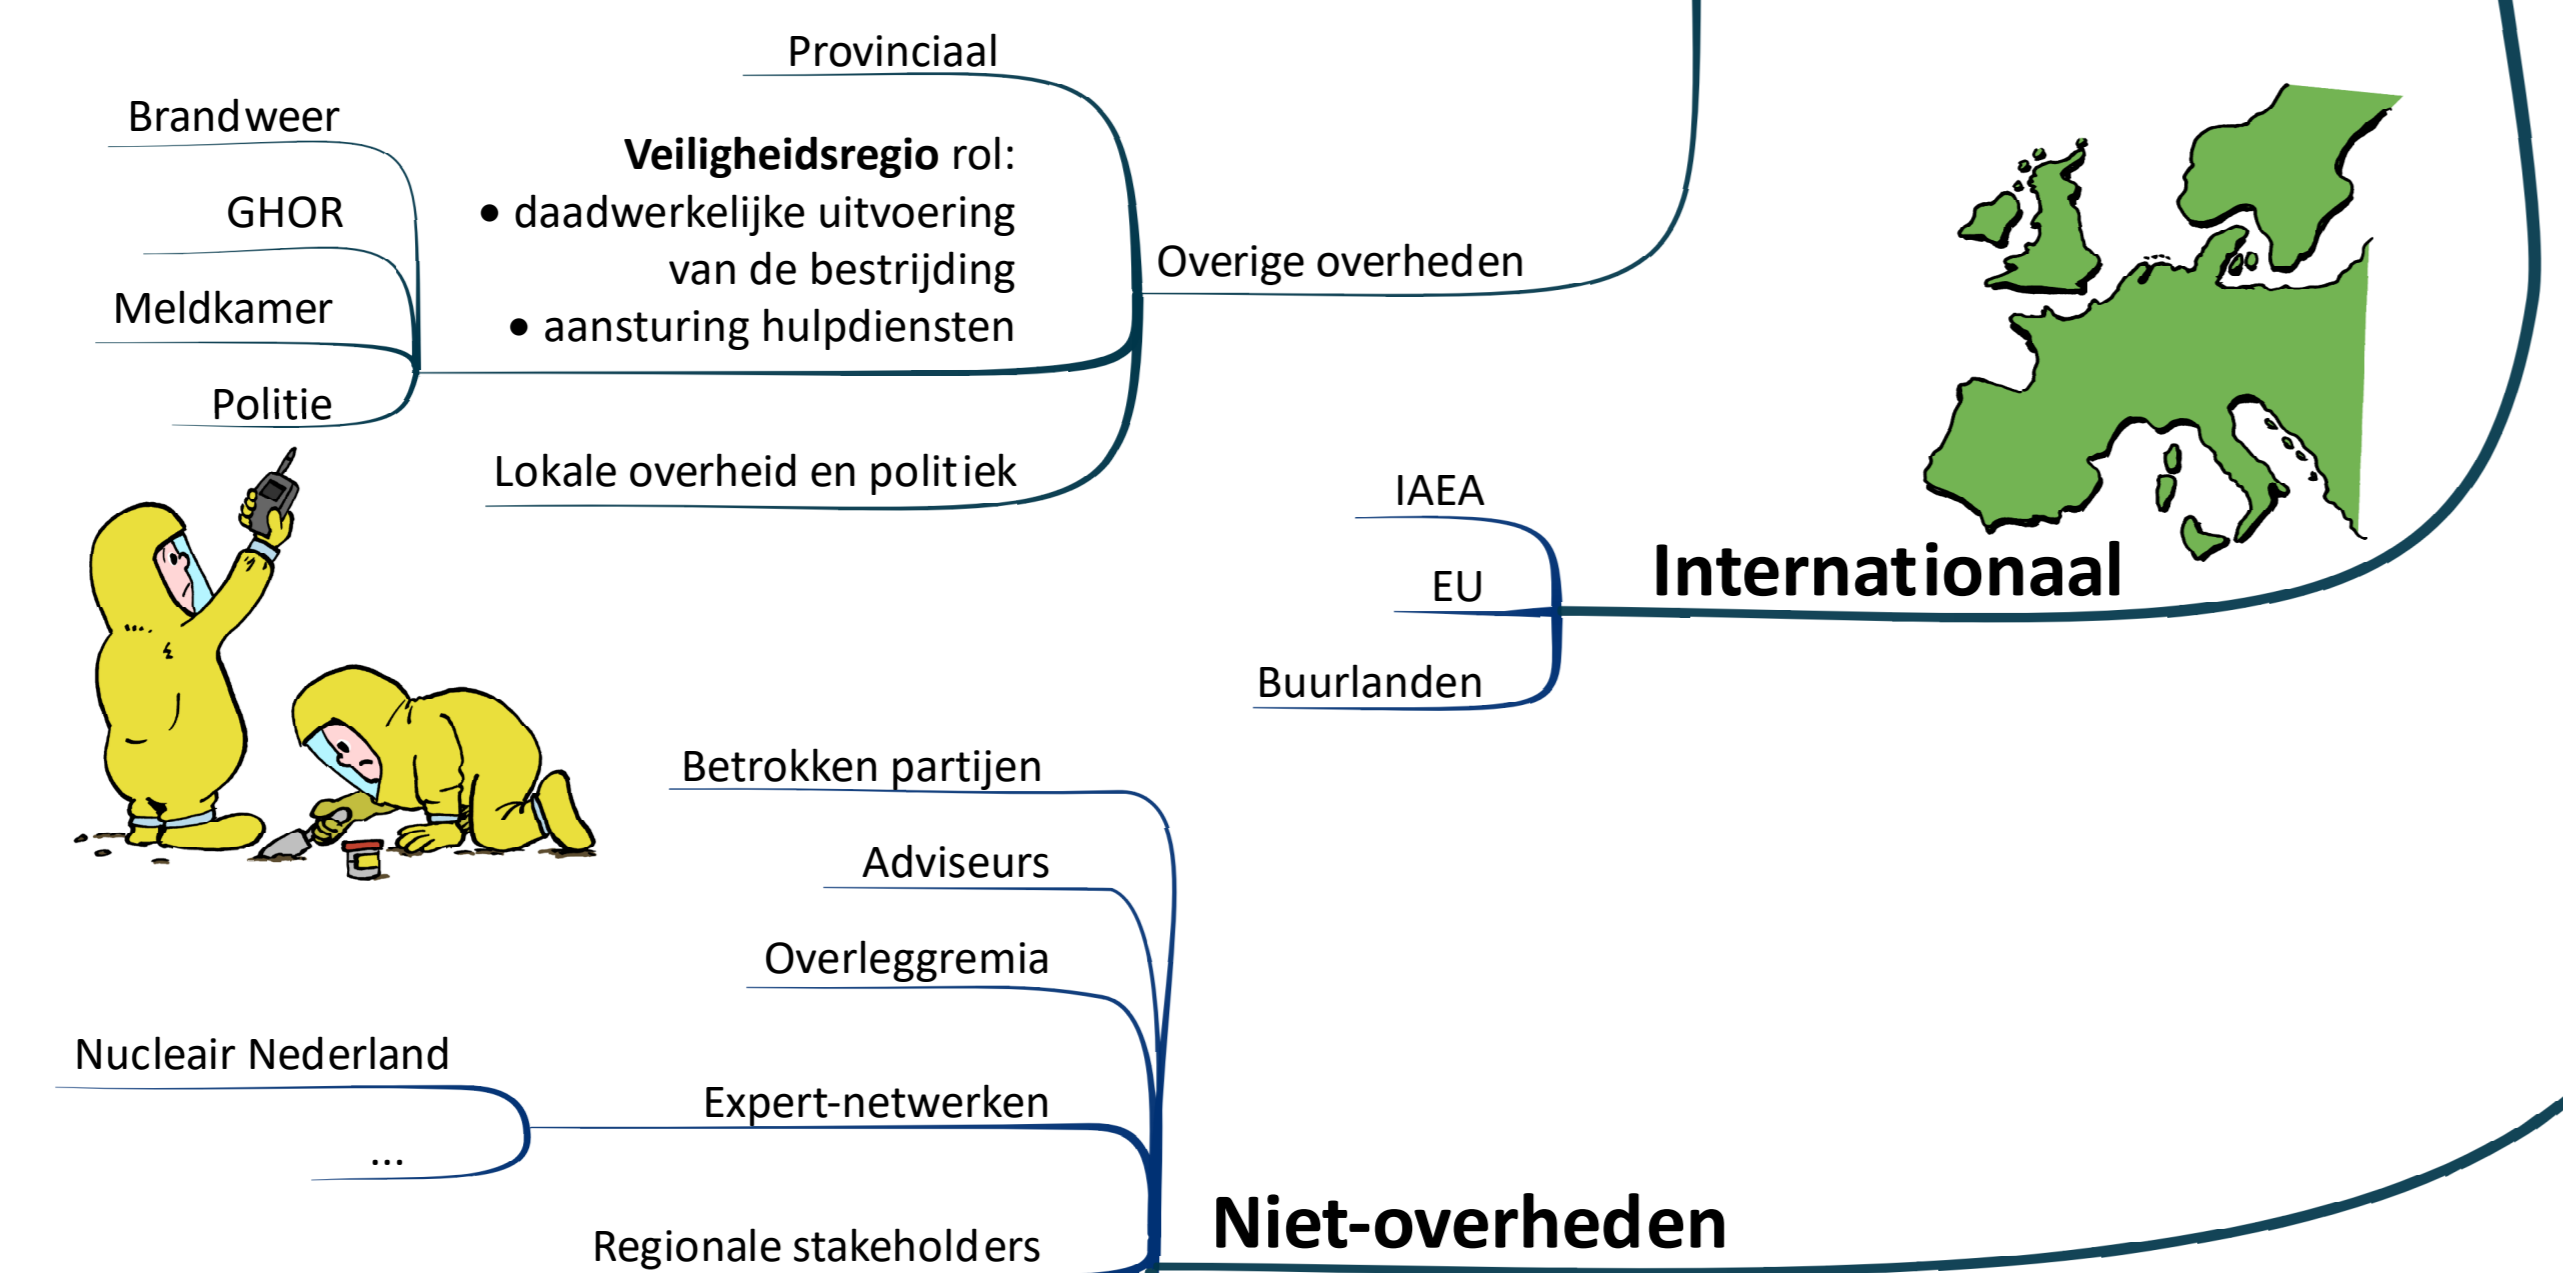 Provinciaal
Brandweer
GHOR
Meldkamer
Politie
Veiligheidsregio rol:
• daadwerkelijke uitvoering
van de bestrijding
• aansturing hulpdiensten
Lokale overheid en politiek
Overige overheden
IAEA
EU
Buurlanden
Internationaal
Betrokken partijen
Adviseurs
Overleggremia
Nucleair Nederland
...
Expert-netwerken
Regionale stakeholders
Niet-overheden